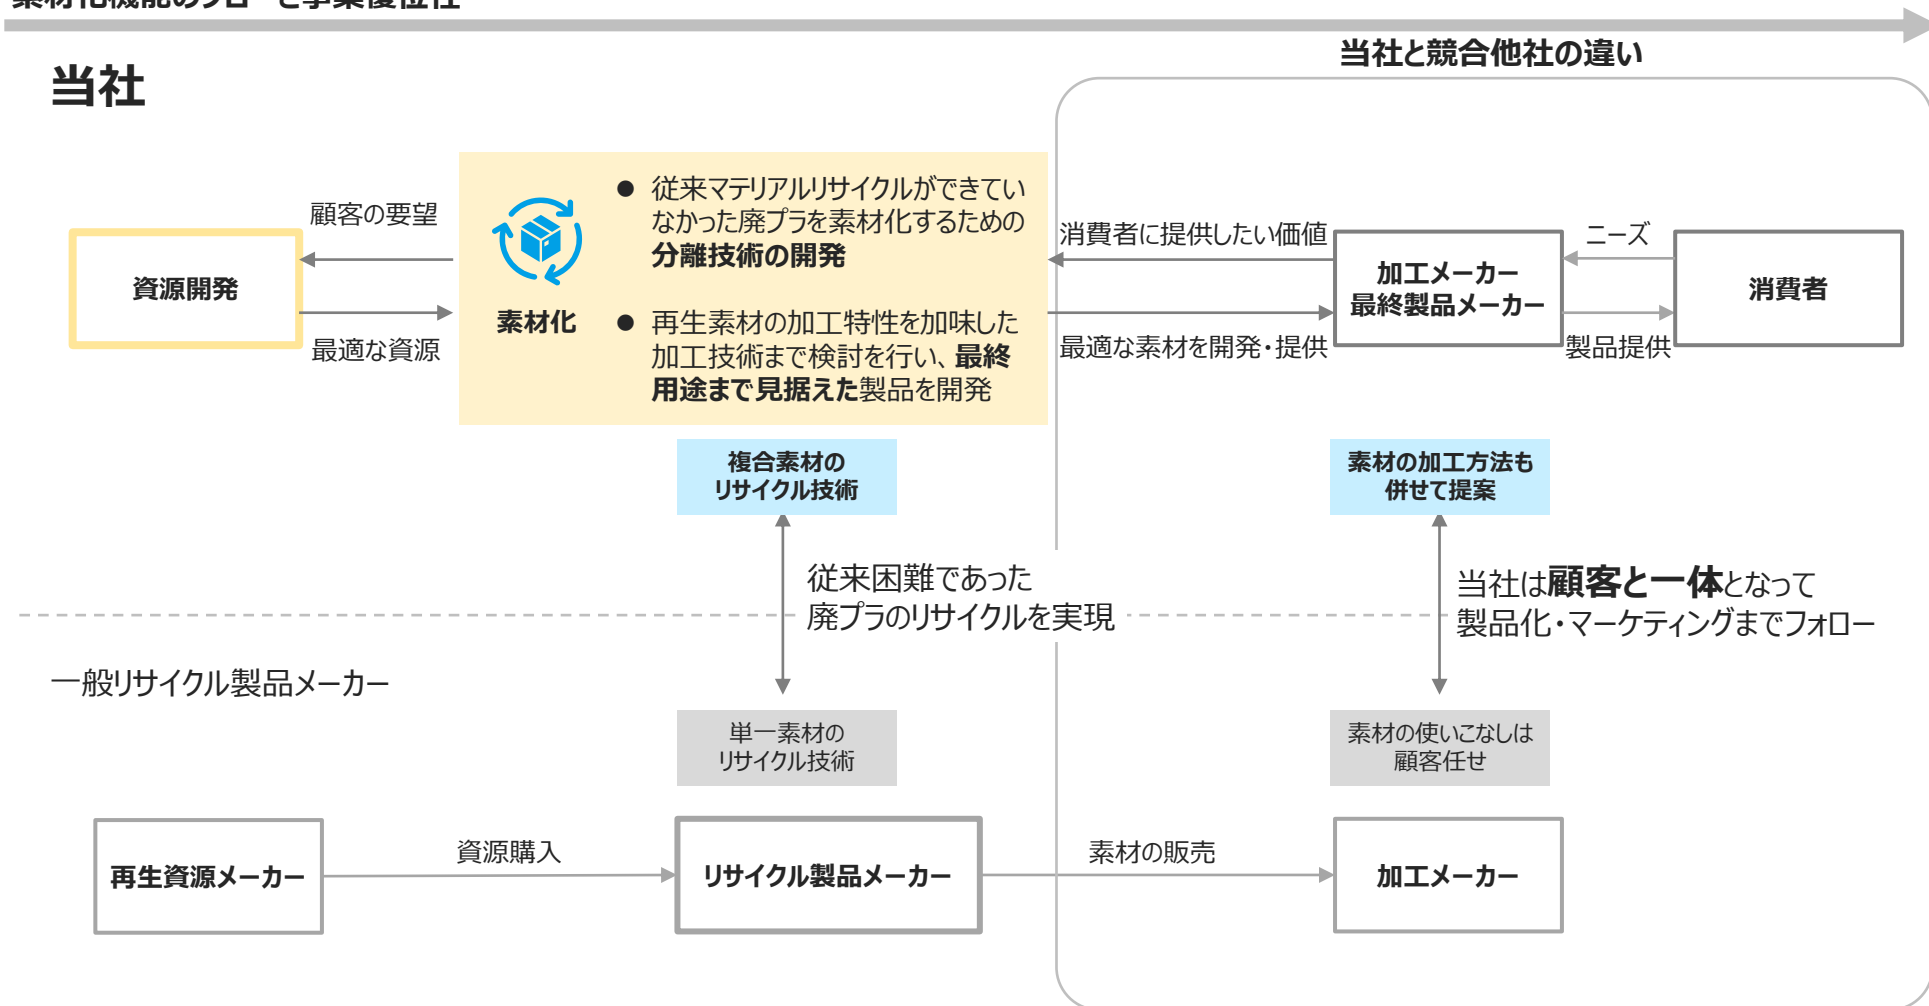 素材化機能のフローと事業優位性
当社と競合他社の違い
当社
顧客の要望
資源開発
最適な資源
素材化
● 従来マテリアルリサイクルができてい
なかった廃プラを素材化するための
分離技術の開発
● 再生素材の加工特性を加味した
加工技術まで検討を行い、最終
用途まで見据えた製品を開発
消費者に提供したい価値
最適な素材を開発・提供
加工メーカー
最終製品メーカー
ニーズ
製品提供
消費者
複合素材の
リサイクル技術
素材の加工方法も
併せて提案
従来困難であった
廃プラのリサイクルを実現
当社は顧客と一体となって
製品化・マーケティングまでフォロー
一般リサイクル製品メーカー
単一素材の
リサイクル技術
素材の使いこなしは
顧客任せ
再生資源メーカー
資源購入
リサイクル製品メーカー
素材の販売
加工メーカー